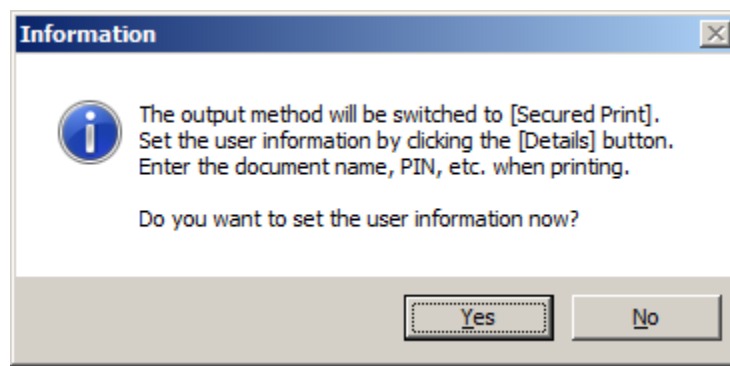 Information
The output method will be switched to [Secured Print].
Set the user information by clicking the [Details] button.
Enter the document name, PIN, etc. when printing.
Do you want to set the user information now?
Yes No